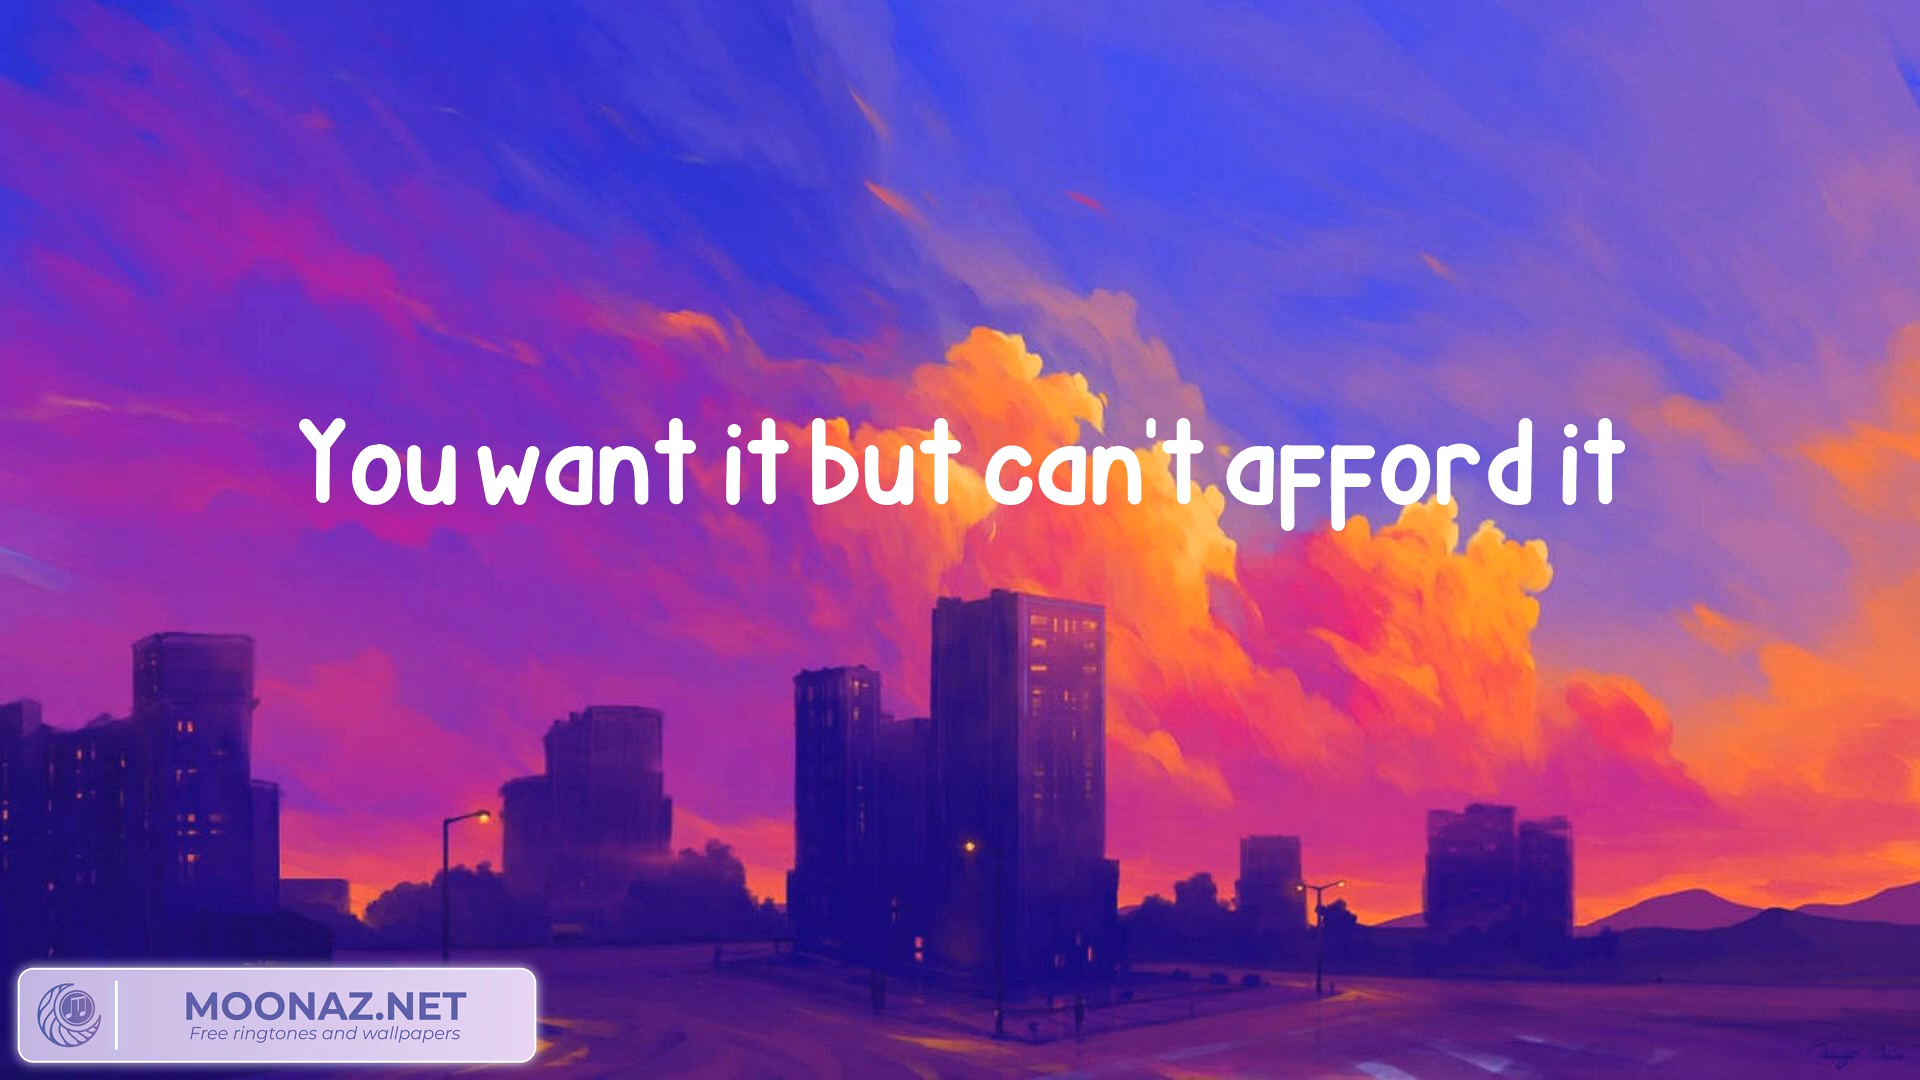 You want it but can't afford it
MOONAZ.NET
Free ringtones and wallpapers